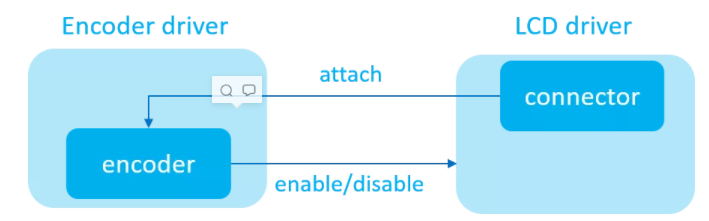 Encoder driver
LCD driver
attach
connector
encoder
enable/disable